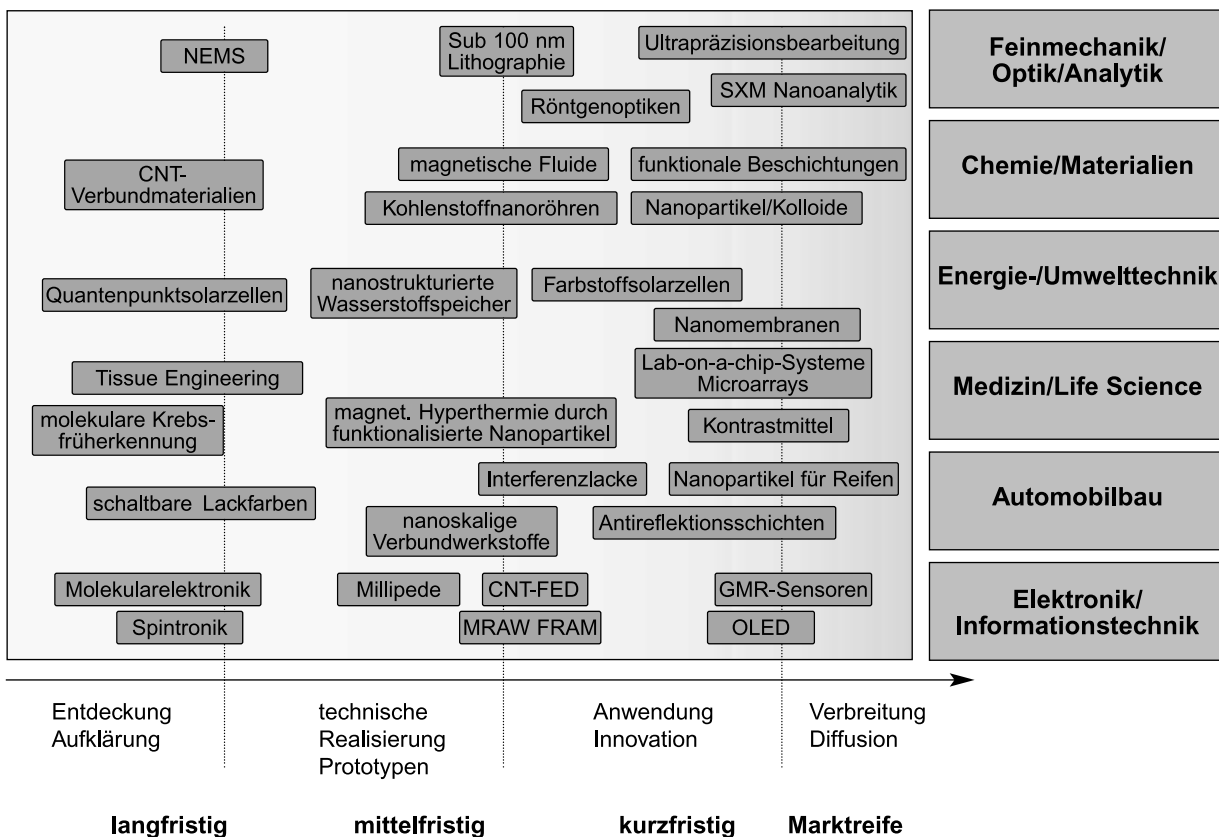 NEMS
Sub 100 nm
Lithographie
Ultrapräzisionsbearbeitung
SXM Nanoanalytik
Röntgenoptiken
Feinmechanik/
Optik/Analytik
CNT-
Verbundmaterialien
magnetische Fluide
funktionale Beschichtungen
Kohlenstoffnanoröhren
Nanopartikel/Kolloide
Chemie/Materialien
Quantenpunktsolarzellen
nanostrukturierte
Wasserstoffspeicher
Farbstoffsolarzellen
Nanomembranen
Energie-/Umwelttechnik
Tissue Engineering
Lab-on-a-chip-Systeme
Microarrays
molekulare Krebs-
früherkennung
magnet. Hyperthermie durch
funktionalisierte Nanopartikel
Kontrastmittel
Medizin/Life Science
Interferenzlacke
Nanopartikel für Reifen
schaltbare Lackfarben
nanoskalige
Verbundwerkstoffe
Antireflektionsschichten
Automobilbau
Molekularelektronik
Millipede
CNT-FED
GMR-Sensoren
Spintronik
MRAW FRAM
OLED
Elektronik/
Informationstechnik
Entdeckung
Aufklärung
technische
Realisierung
Prototypen
Anwendung
Innovation
Verbreitung
Diffusion
langfristig
mittelfristig
kurzfristig
Marktreife